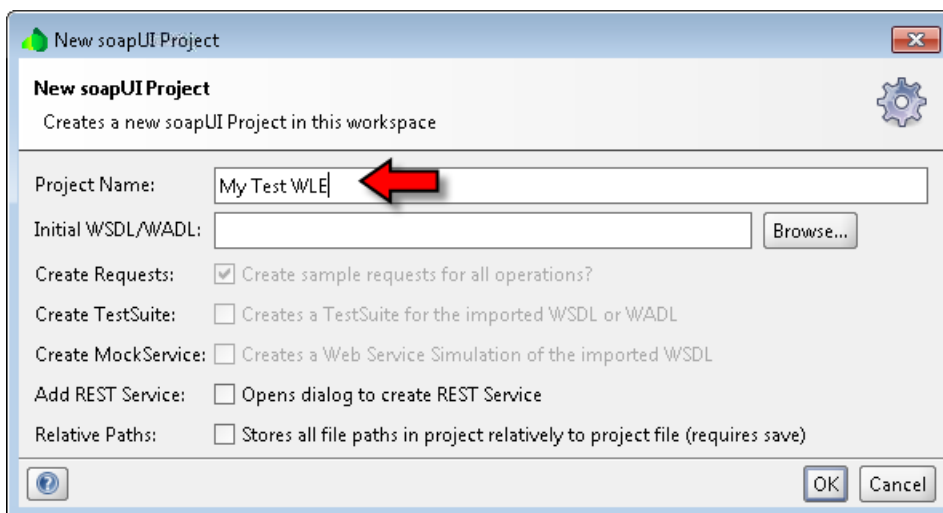 New soapUI Project
New soapUI Project
Creates a new soapUI Project in this workspace
Project Name: My Test WLE
Initial WSDL/WADL: Browse...
Create Requests: Create sample requests for all operations?
Create TestSuite: Creates a TestSuite for the imported WSDL or WADL
Create MockService: Creates a Web Service Simulation of the imported WSDL
Add REST Service: Opens dialog to create REST Service
Relative Paths: Stores all file paths in project relatively to project file (requires save)
? OK Cancel